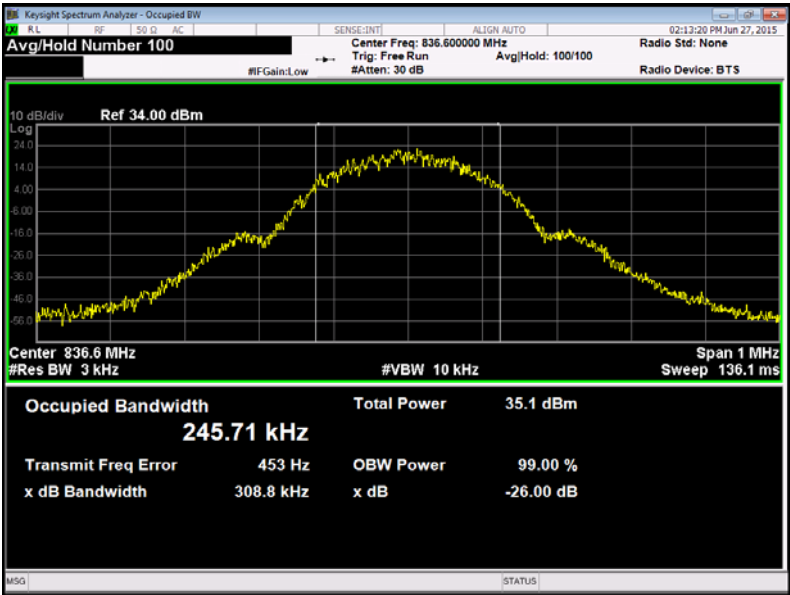 Keysight Spectrum Analyzer - Occupied BW
RL RF 50 Ω AC SENSE:INT ALIGN AUTO 02:13:20 PM Jun 27, 2015
Avg/Hold Number 100 Center Freq: 836.600000 MHz Radio Std: None
Trig: Free Run Avg|Hold: 100/100
#IFGain:Low #Atten: 30 dB Radio Device: BTS
10 dB/div Ref 34.00 dBm
Log
24.0
14.0
4.00
-6.00
-16.0
-26.0
-36.0
-46.0
-56.0
Center 836.6 MHz Span 1 MHz
#Res BW 3 kHz #VBW 10 kHz Sweep 136.1 ms
Occupied Bandwidth Total Power 35.1 dBm
245.71 kHz
Transmit Freq Error 453 Hz OBW Power 99.00 %
x dB Bandwidth 308.8 kHz x dB -26.00 dB
MSG STATUS